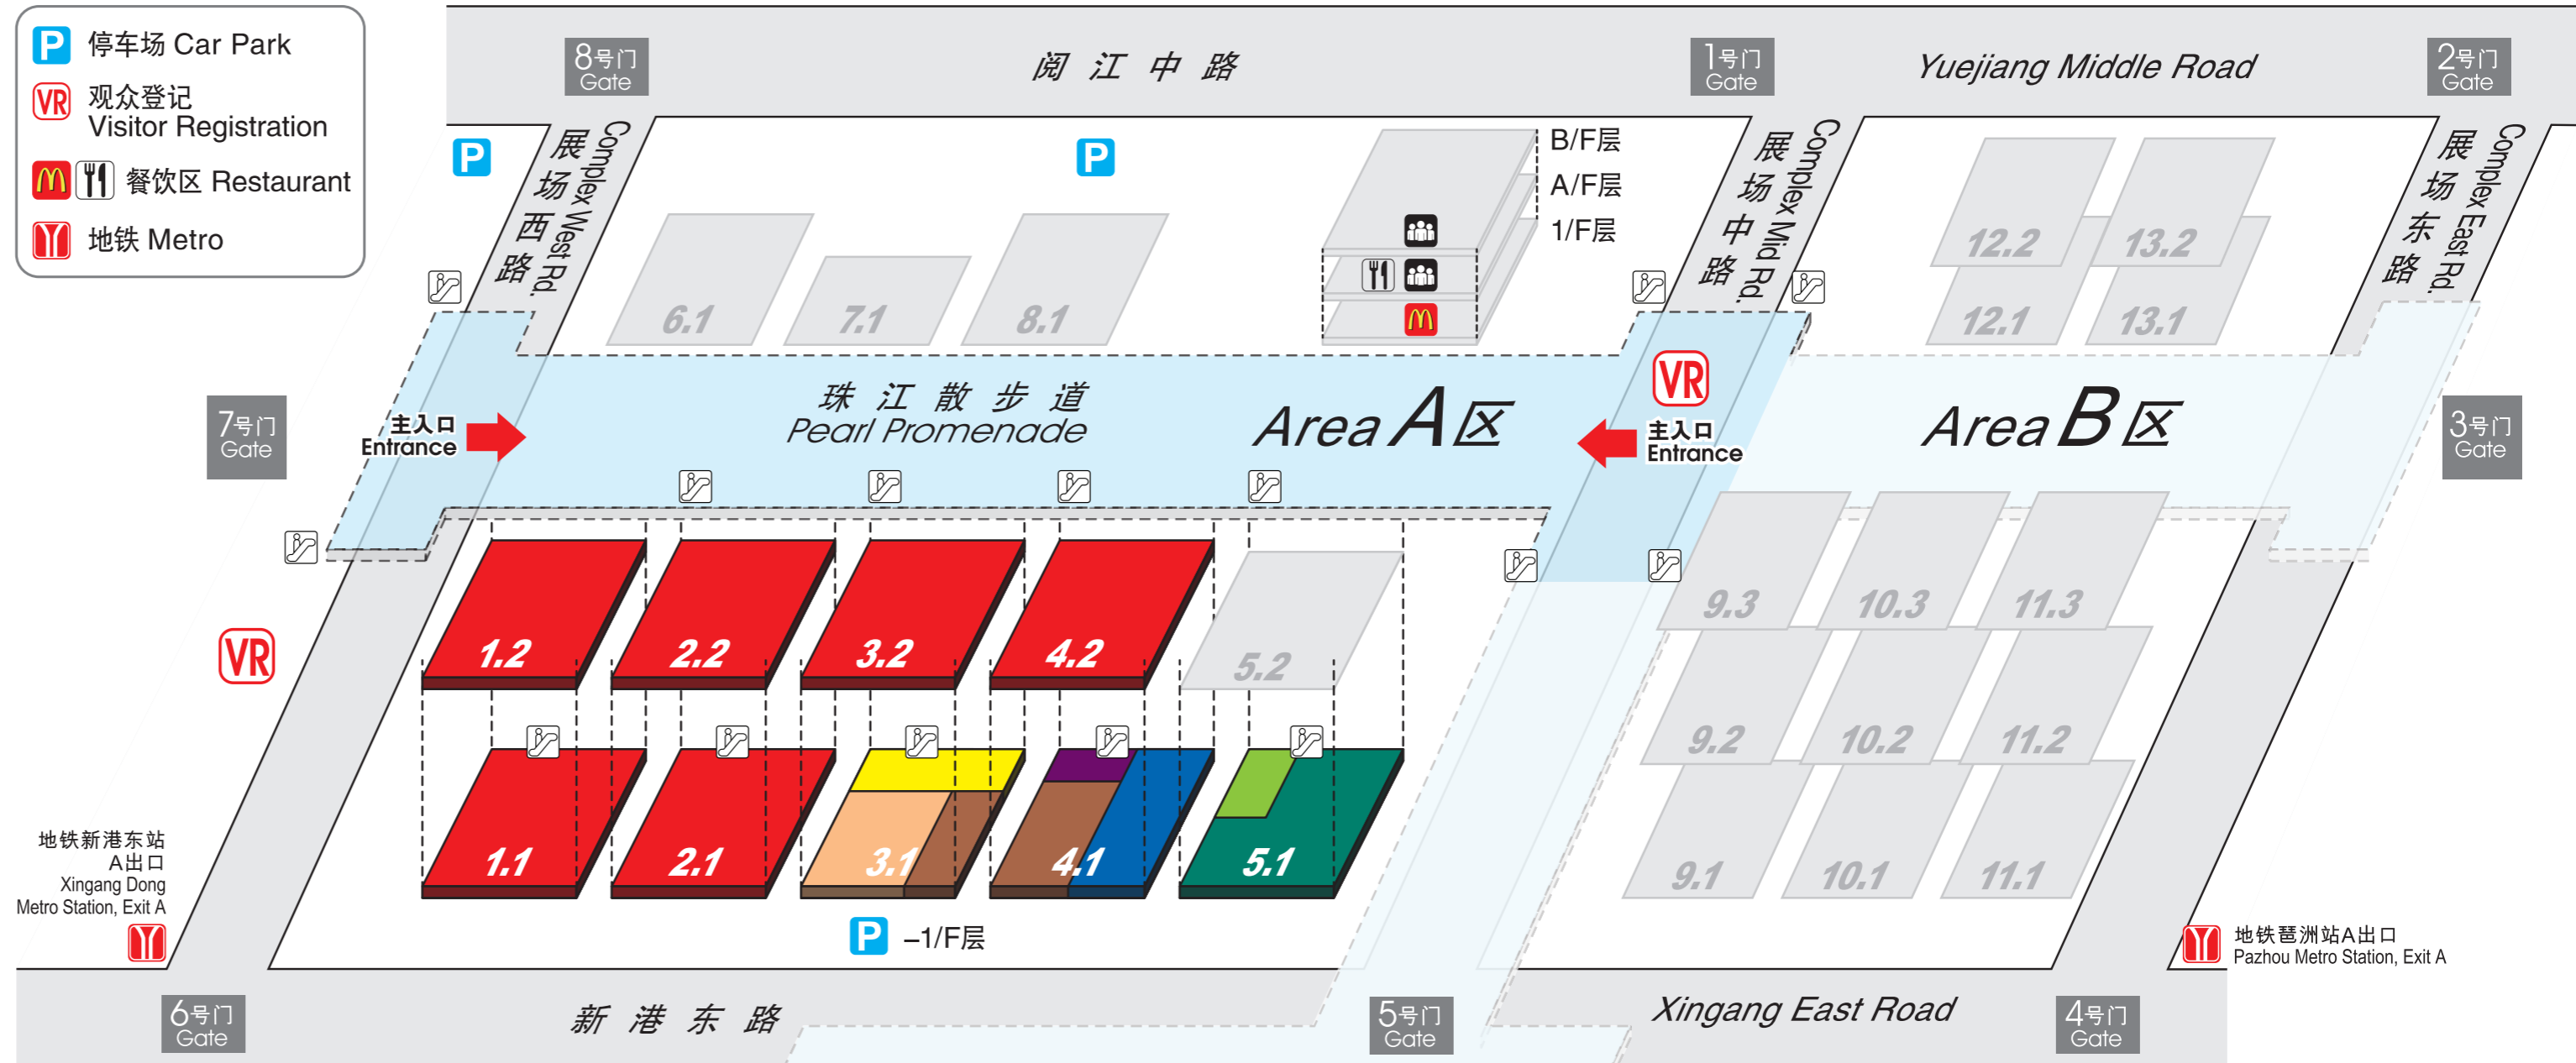 P 停车场 Car Park
VR 观众登记
Visitor Registration
餐饮区 Restaurant
地铁 Metro
8号门
Gate
阅江中路
1号门
Gate
Yuejiang Middle Road
2号门
Gate
P
展场西路
Complex West Rd.
P
B/F层
A/F层
1/F层
展场中路
Complex Mid Rd.
展场东路
Complex East Rd.
6.1
7.1
8.1
12.2
13.2
12.1
13.1
7号门
Gate
主入口
Entrance
珠江散步道
Pearl Promenade
Area A区
VR
主入口
Entrance
Area B区
3号门
Gate
VR
1.2
2.2
3.2
4.2
5.2
9.3
10.3
11.3
9.2
10.2
11.2
1.1
2.1
3.1
4.1
5.1
9.1
10.1
11.1
地铁新港东站
A出口
Xingang Dong
Metro Station, Exit A
P –1/F层
地铁琶洲站A出口
Pazhou Metro Station, Exit A
6号门
Gate
新港东路
5号门
Gate
Xingang East Road
4号门
Gate